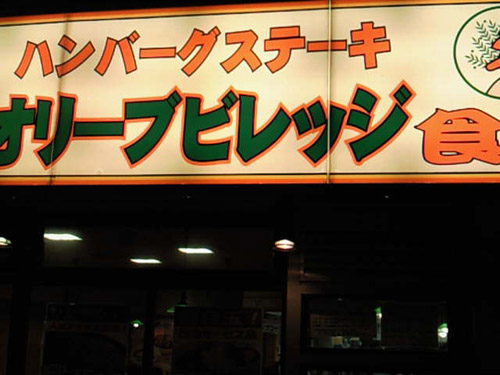 ハンバーグステーキ
オリーブビレッジ 食